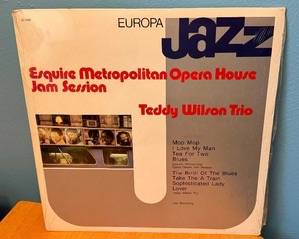 EUROPA
Jazz
Esquire Metropolitan Opera House
Jam Session
Teddy Wilson Trio
Mop Mop
I Love My Man
Tea For Two
Blues
The Birth Of The Blues
Take The A Train
Sophisticated Lady
Lover